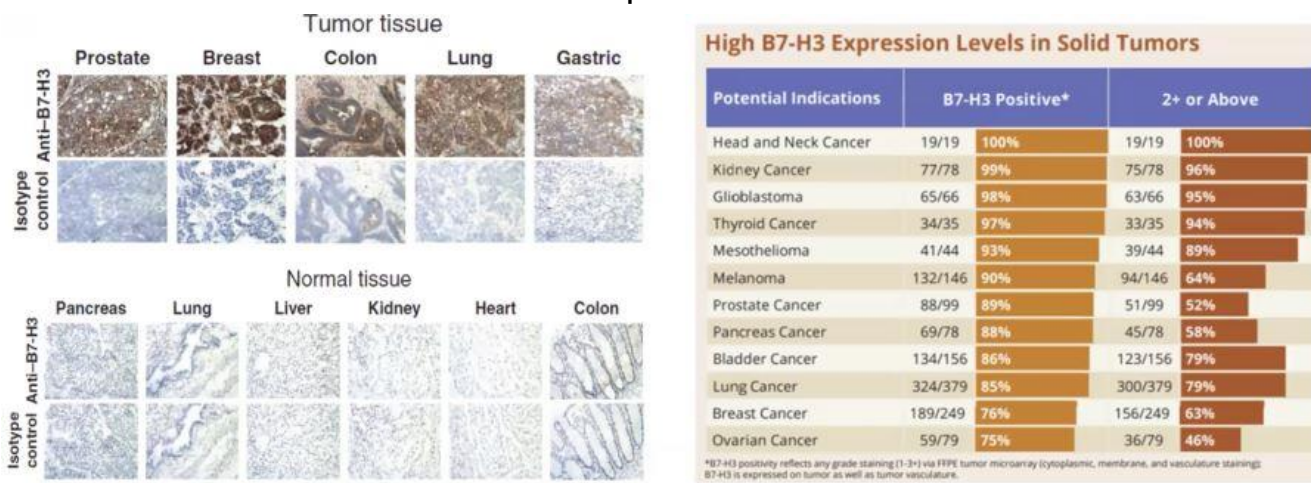 Tumor tissue
Prostate Breast Colon Lung Gastric
Anti–B7-H3
Isotype control
Normal tissue
Pancreas Lung Liver Kidney Heart Colon
Anti–B7-H3
Isotype control
High B7-H3 Expression Levels in Solid Tumors
Potential Indications B7-H3 Positive* 2+ or Above
Head and Neck Cancer 19/19 100% 19/19 100%
Kidney Cancer 77/78 99% 75/78 96%
Glioblastoma 65/66 98% 63/66 95%
Thyroid Cancer 34/35 97% 33/35 94%
Mesothelioma 41/44 93% 39/44 89%
Melanoma 132/146 90% 94/146 64%
Prostate Cancer 88/99 89% 51/99 52%
Pancreas Cancer 69/78 88% 45/78 58%
Bladder Cancer 134/156 86% 123/156 79%
Lung Cancer 324/379 85% 300/379 79%
Breast Cancer 189/249 76% 156/249 63%
Ovarian Cancer 59/79 75% 36/79 46%
*B7-H3 positivity reflects any grade staining (1-3+) via FFPE tumor microarray (cytoplasmic, membrane, and vasculature staining);
B7-H3 is expressed on tumor as well as tumor vasculature.